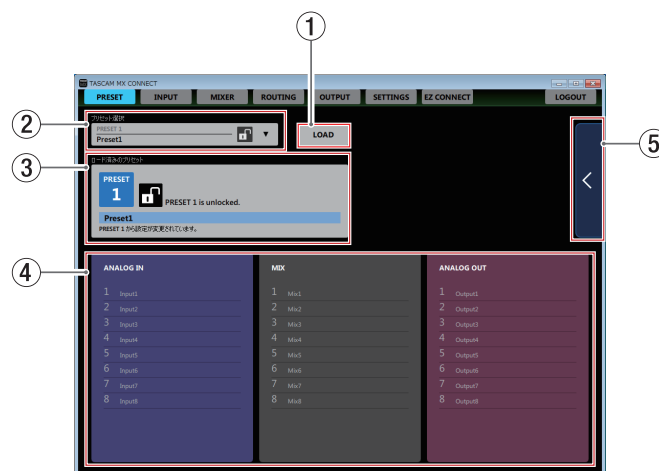 1
TASCAM MX CONNECT
PRESET INPUT MIXER ROUTING OUTPUT SETTINGS EZ CONNECT LOGOUT
2
プリセット選択
PRESET 1
Preset1
LOAD
5
3
ロード済みのプリセット
PRESET
1
PRESET 1 is unlocked.
Preset1
PRESET 1 から設定が変更されています。
4
ANALOG IN MIX ANALOG OUT
1 Input1 1 Mix1 1 Output1
2 Input2 2 Mix2 2 Output2
3 Input3 3 Mix3 3 Output3
4 Input4 4 Mix4 4 Output4
5 Input5 5 Mix5 5 Output5
6 Input6 6 Mix6 6 Output6
7 Input7 7 Mix7 7 Output7
8 Input8 8 Mix8 8 Output8